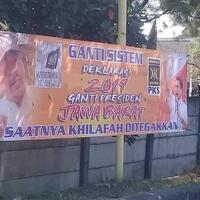 GANTI SISTEM
DEKLARASI
2019
GANTI PRESIDEN
JAWA BARAT
SAATNYA KHILAFAH DITEGAKKAN
PKS